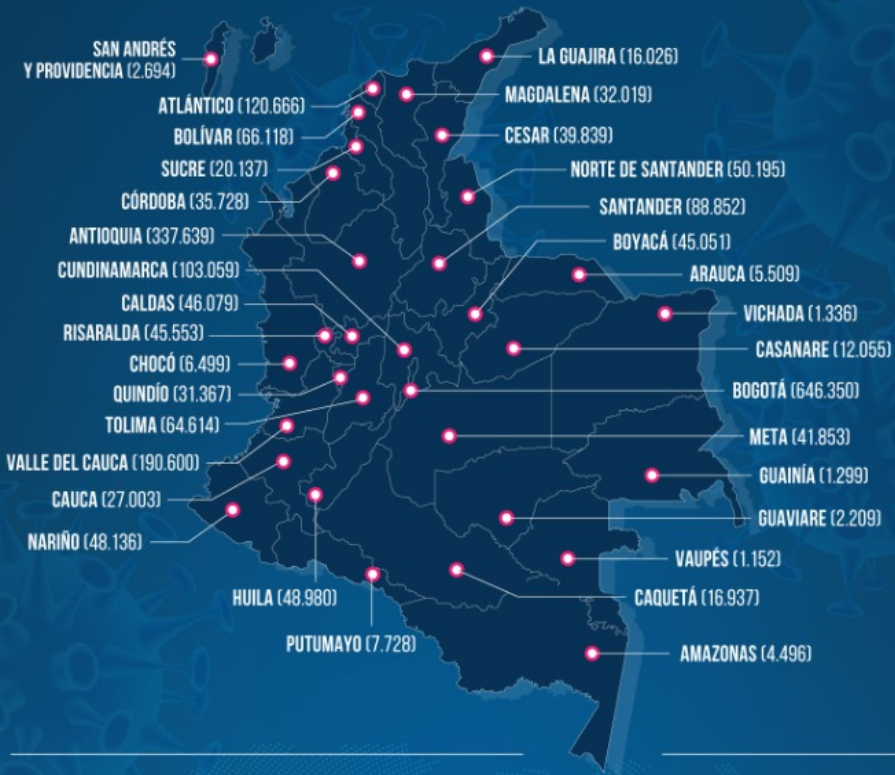 SAN ANDRÉS
Y PROVIDENCIA (2.694)
ATLÁNTICO (120.666)
BOLÍVAR (66.118)
SUCRE (20.137)
CÓRDOBA (35.728)
ANTIOQUIA (337.639)
CUNDINAMARCA (103.059)
CALDAS (46.079)
RISARALDA (45.553)
CHOCÓ (6.499)
QUINDÍO (31.367)
TOLIMA (64.614)
VALLE DEL CAUCA (190.600)
CAUCA (27.003)
NARIÑO (48.136)
HUILA (48.980)
PUTUMAYO (7.728)
LA GUAJIRA (16.026)
MAGDALENA (32.019)
CESAR (39.839)
NORTE DE SANTANDER (50.195)
SANTANDER (88.852)
BOYACÁ (45.051)
ARAUCA (5.509)
VICHADA (1.336)
CASANARE (12.055)
BOGOTÁ (646.350)
META (41.853)
GUAINÍA (1.299)
GUAVIARE (2.209)
VAUPÉS (1.152)
CAQUETÁ (16.937)
AMAZONAS (4.496)